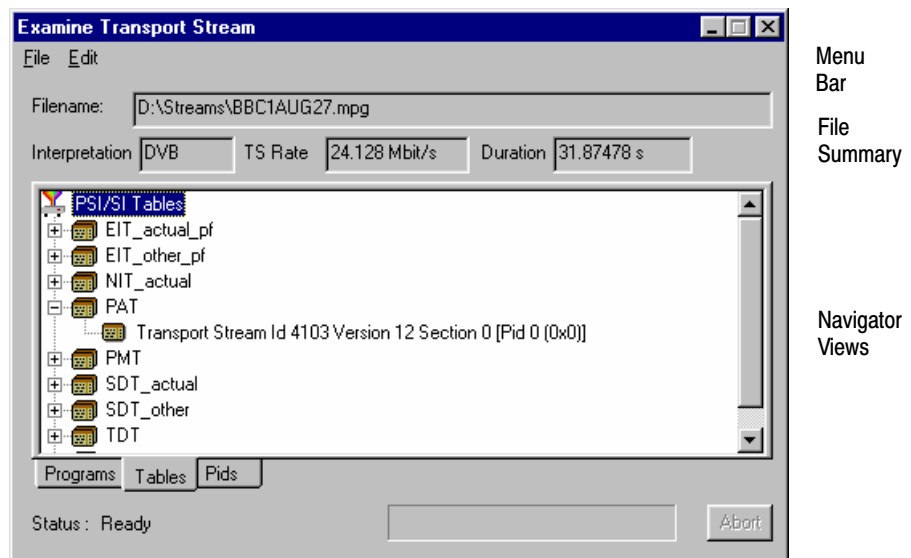 Examine Transport Stream
File Edit
Filename: D:\Streams\BBC1AUG27.mpg
Interpretation DVB TS Rate 24.128 Mbit/s Duration 31.87478 s
PSI/SI Tables
EIT_actual_pf
EIT_other_pf
NIT_actual
PAT
Transport Stream Id 4103 Version 12 Section 0 [Pid 0 (0x0)]
PMT
SDT_actual
SDT_other
TDT
Programs Tables Pids
Status : Ready Abort
Menu
Bar
File
Summary
Navigator
Views